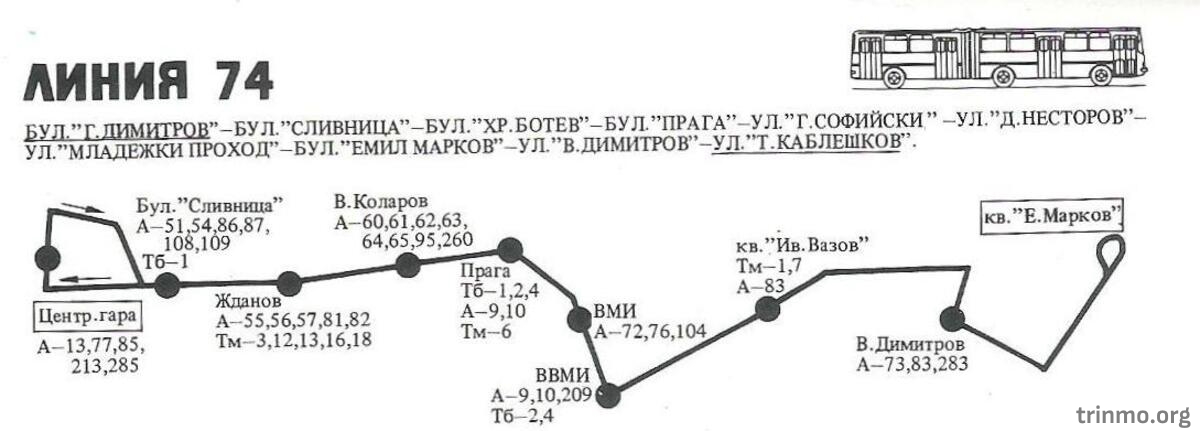 ЛИНИЯ 74
БУЛ."Г.ДИМИТРОВ"–БУЛ."СЛИВНИЦА"–БУЛ."ХР.БОТЕВ"–БУЛ."ПРАГА"–УЛ."Г.СОФИЙСКИ"–УЛ."Д.НЕСТОРОВ"–
УЛ."МЛАДЕЖКИ ПРОХОД"–БУЛ."ЕМИЛ МАРКОВ"–УЛ."В.ДИМИТРОВ"–УЛ."Т.КАБЛЕШКОВ".
Бул."Сливница"
А–51,54,86,87,
108,109
Тб–1
В.Коларов
А–60,61,62,63,
64,65,95,260
кв."Е.Марков"
кв."Ив.Вазов"
Тм–1,7
А–83
Прага
Тб–1,2,4
А–9,10
Тм–6
Центр.гара
А–13,77,85,
213,285
Жданов
А–55,56,57,81,82
Тм–3,12,13,16,18
ВМИ
А–72,76,104
В.Димитров
А–73,83,283
ВВМИ
А–9,10,209
Тб–2,4
trinmo.org